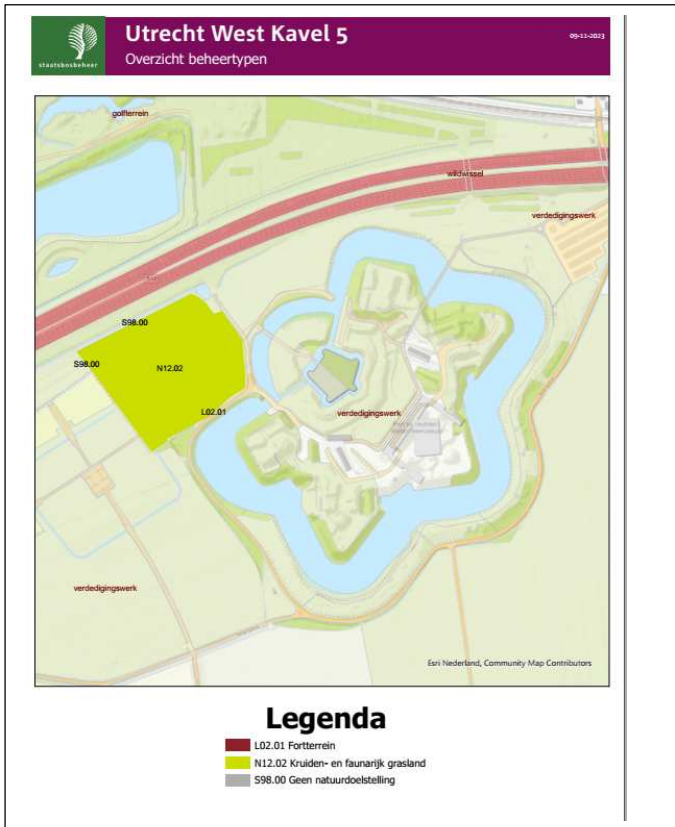 Utrecht West Kavel 5
09-11-2023
Overzicht beheertypen
staatsbosbeheer
golfterrein
wildwissel
verdedigingswerk
S98.00
S98.00
N12.02
L02.01
verdedigingswerk
verdedigingswerk
Esri Nederland, Community Map Contributors
Legenda
L02.01 Fortterrein
N12.02 Kruiden- en faunarijk grasland
S98.00 Geen natuurdoelstelling